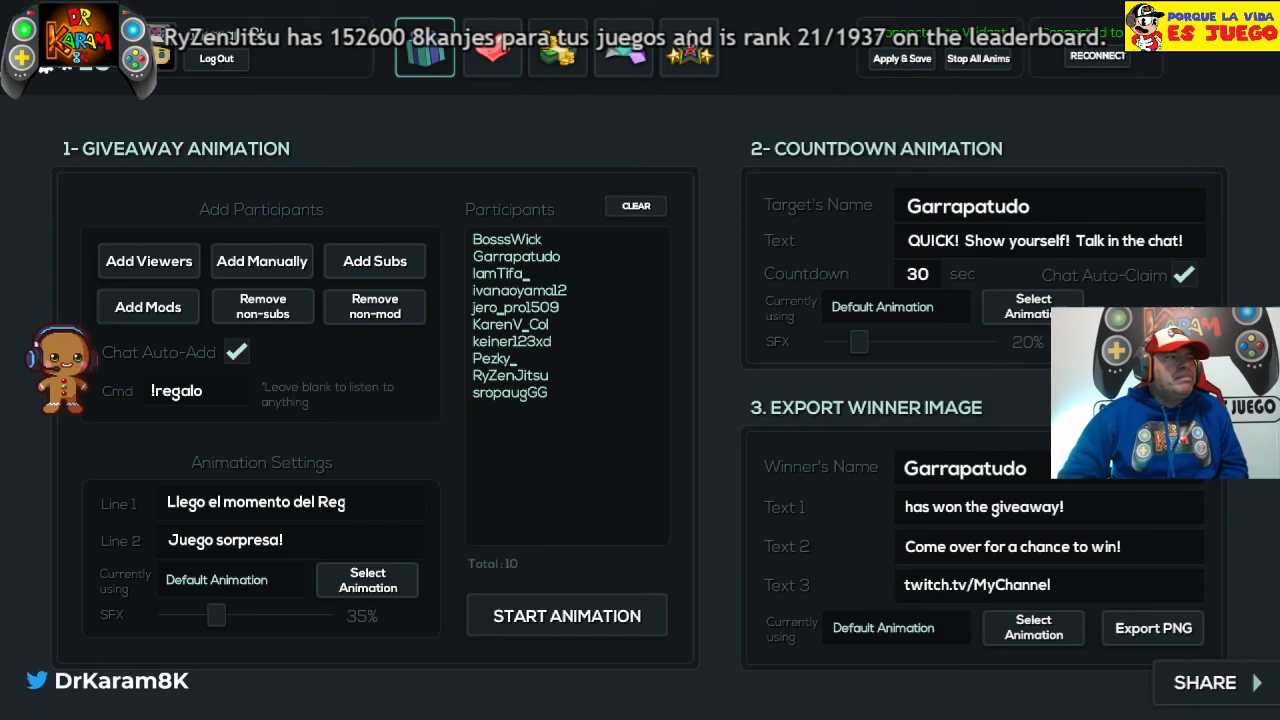 DR
KARAM
8K
RyZenJitsu has 152600 8kanjes para tus juegos and is rank 21/1937 on the leaderboard.
PORQUE LA VIDA
ES JUEGO
Log Out
Apply & Save
Stop All Anims
RECONNECT
1- GIVEAWAY ANIMATION
Add Participants
Add Viewers
Add Manually
Add Subs
Add Mods
Remove
non-subs
Remove
non-mod
Chat Auto-Add
Cmd
!regalo
*Leave blank to listen to
anything
Animation Settings
Line 1
Llego el momento del Reg
Line 2
Juego sorpresa!
Currently
using
Default Animation
Select
Animation
SFX
35%
Participants
CLEAR
BosssWick
Garrapatudo
IamTifa_
ivanaoyama12
jero_pro1509
KarenV_Col
keiner123xd
Pezky_
RyZenJitsu
sropaugGG
Total: 10
START ANIMATION
2- COUNTDOWN ANIMATION
Target's Name
Garrapatudo
Text
QUICK! Show yourself! Talk in the chat!
Countdown
30
sec
Chat Auto-Claim
Currently
using
Default Animation
Select
SFX
20%
3. EXPORT WINNER IMAGE
Winner's Name
Garrapatudo
Text 1
has won the giveaway!
Text 2
Come over for a chance to win!
Text 3
twitch.tv/MyChannel
Currently
using
Default Animation
Select
Animation
Export PNG
KARAM
JUEGO
DrKaram8K
SHARE